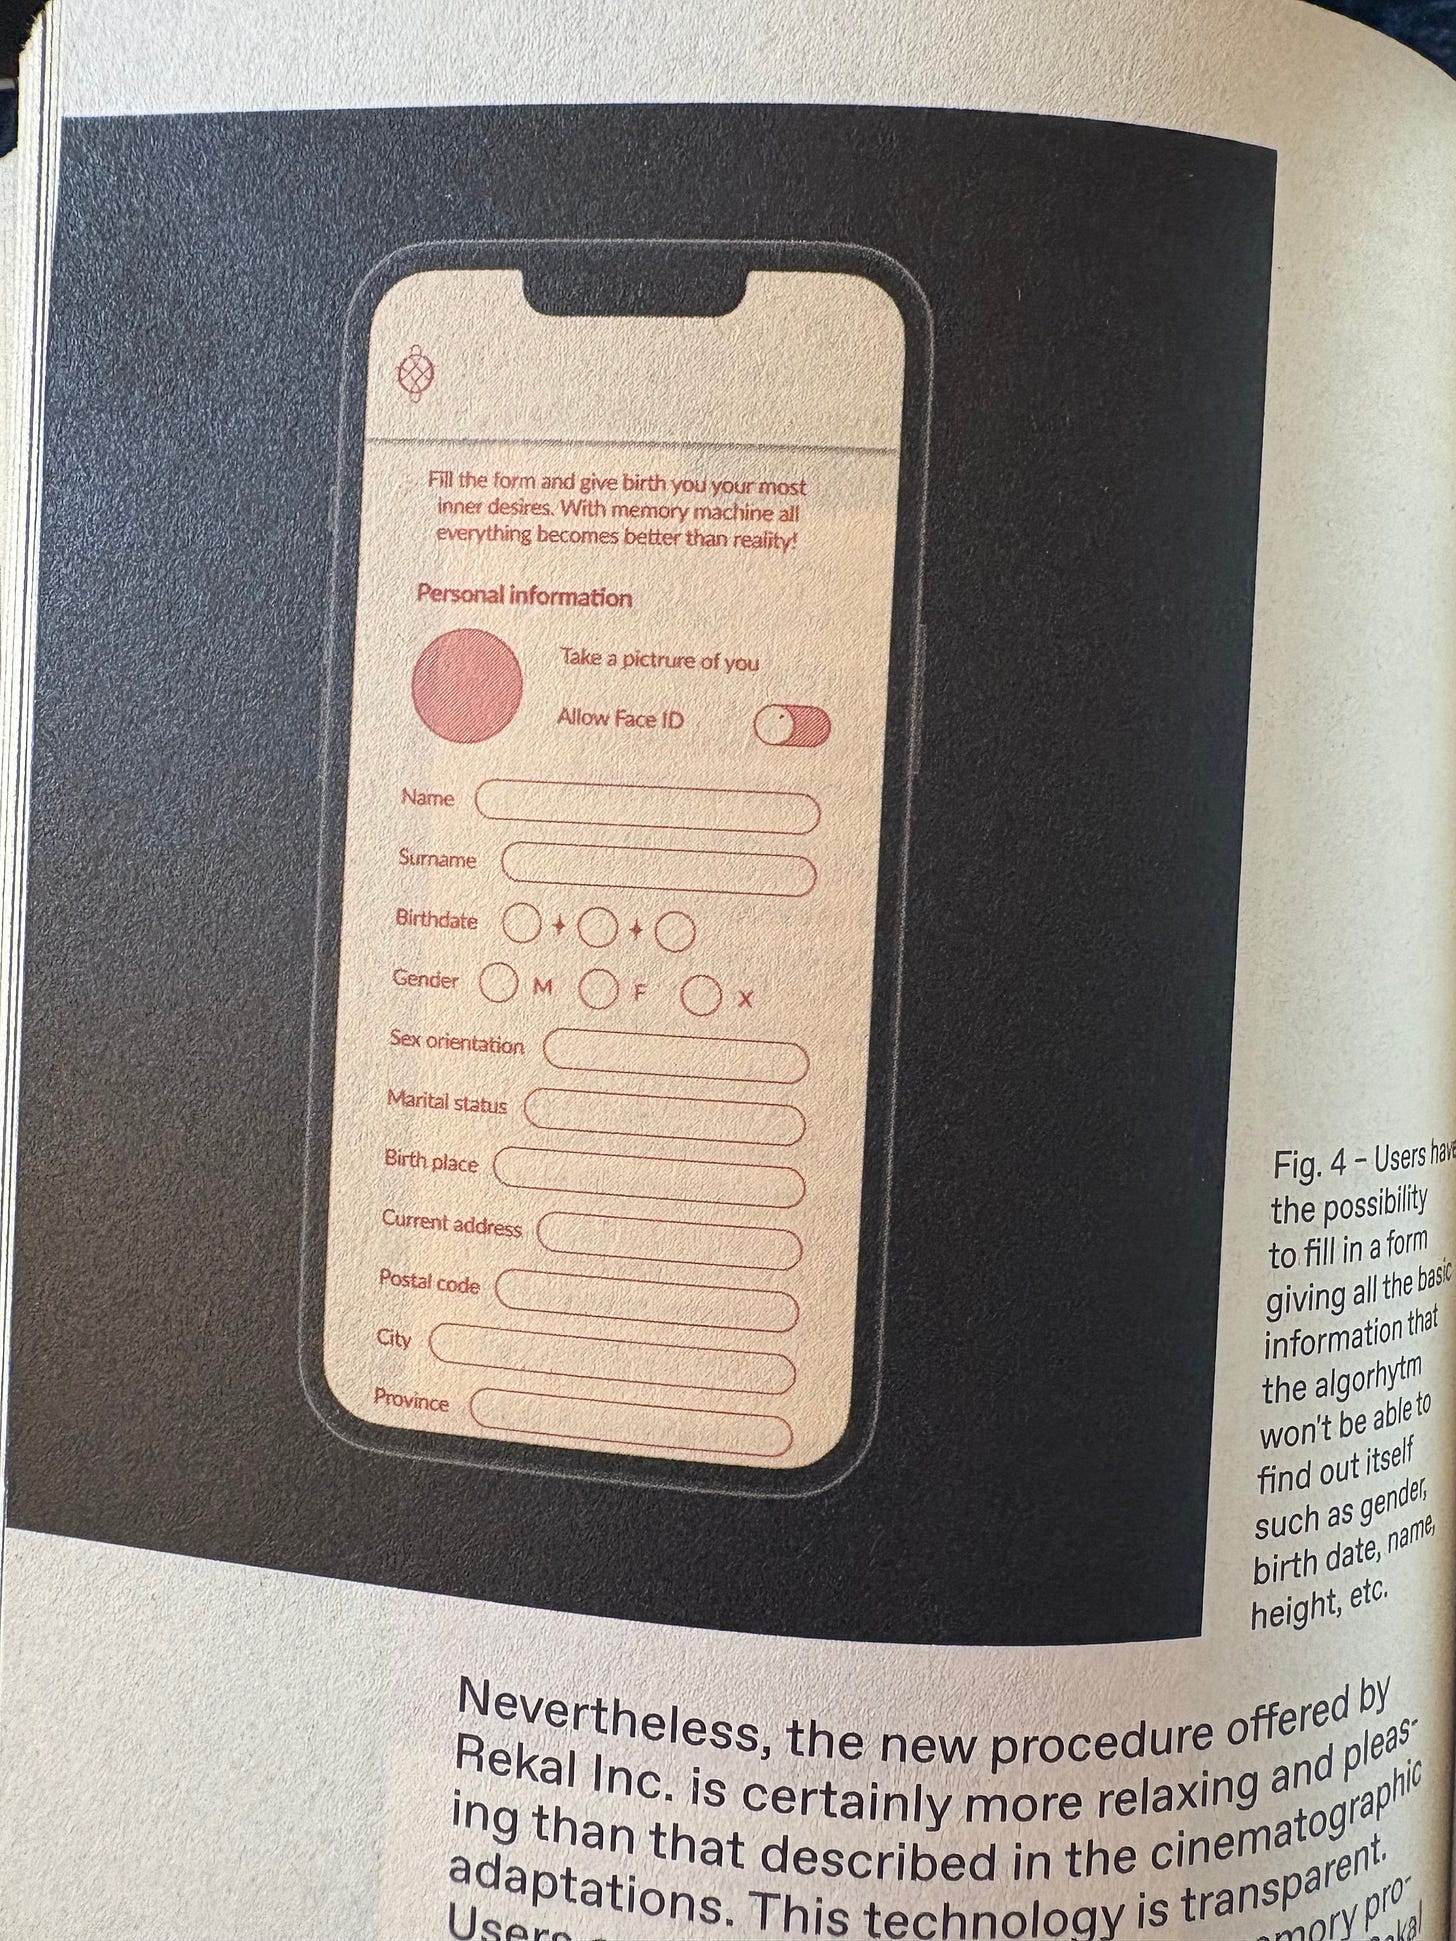 Fill the form and give birth you your most
inner desires. With memory machine all
everything becomes better than reality!
Personal information
Take a pictrure of you
Allow Face ID
Name
Surname
Birthdate
Gender M F X
Sex orientation
Marital status
Birth place
Current address
Postal code
City
Province
Fig. 4 – Users have
the possibility
to fill in a form
giving all the basic
information that
the algorhytm
won't be able to
find out itself
such as gender,
birth date, name,
height, etc.
Nevertheless, the new procedure offered by
Rekal Inc. is certainly more relaxing and pleas-
ing than that described in the cinematographic
adaptations. This technology is transparent.
Users